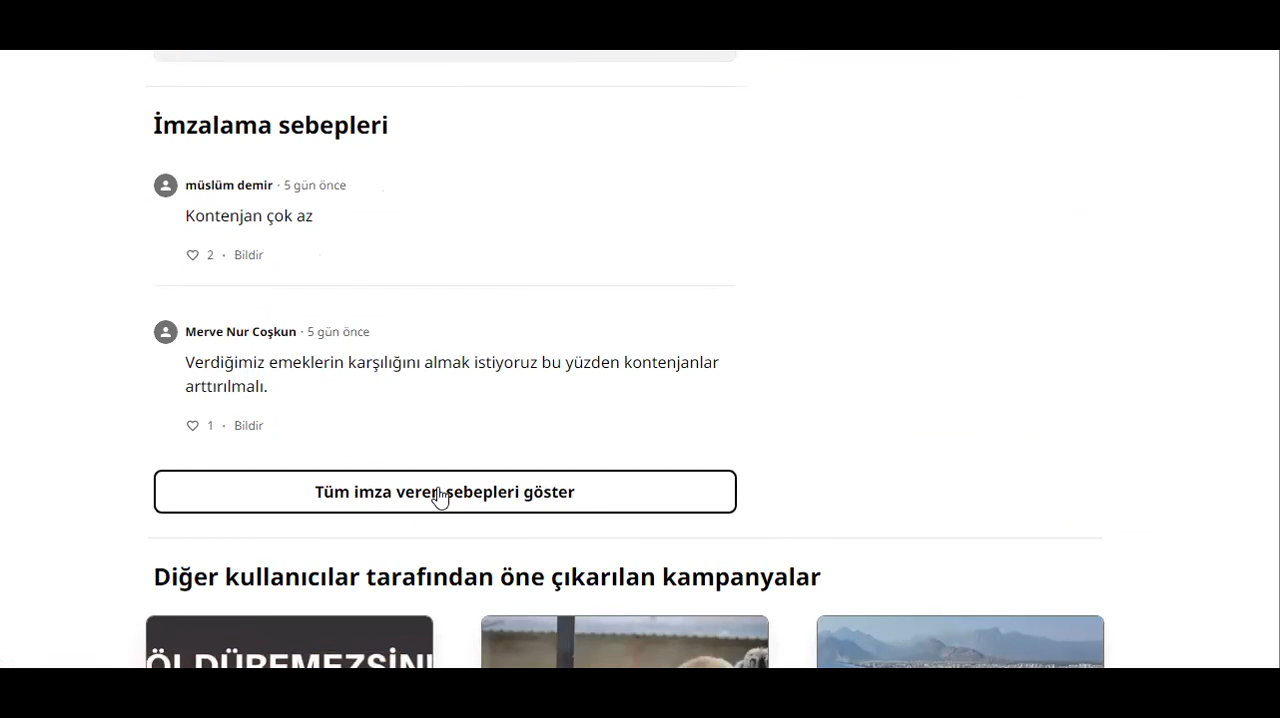 İmzalama sebepleri
müslüm demir · 5 gün önce
Kontenjan çok az
2 · Bildir
Merve Nur Coşkun · 5 gün önce
Verdiğimiz emeklerin karşılığını almak istiyoruz bu yüzden kontenjanlar
arttırılmalı.
1 · Bildir
Tüm imza veren sebepleri göster
Diğer kullanıcılar tarafından öne çıkarılan kampanyalar
ÖLDÜREMEZSİNİ